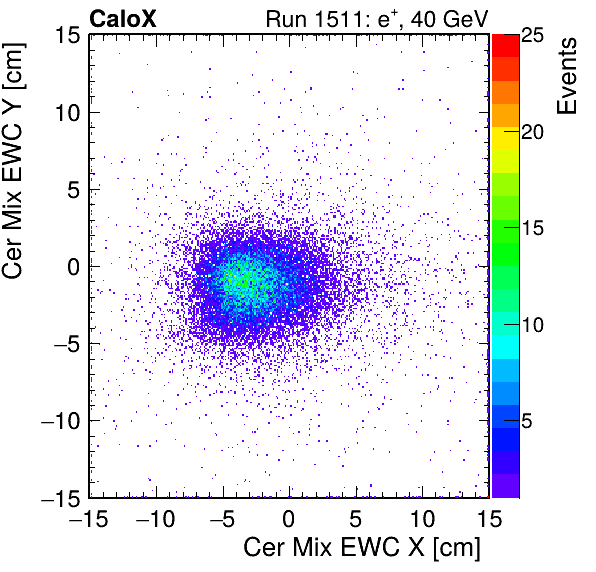 CaloX Run 1511: e+, 40 GeV
Cer Mix EWC Y [cm]
15
10
5
0
−5
−10
−15
−15 −10 −5 0 5 10 15
Cer Mix EWC X [cm]
25
20
15
10
5
Events